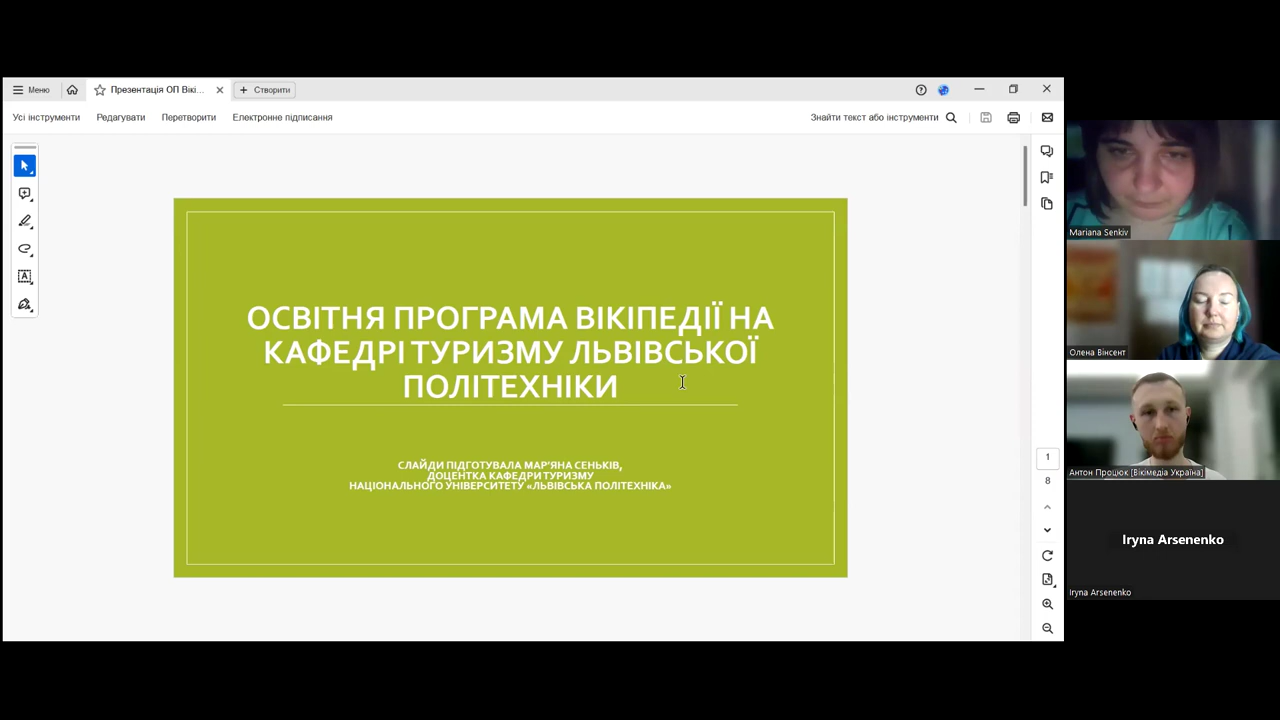 Меню
Презентація ОП Вікі...
Створити
Усі інструменти
Редагувати
Перетворити
Електронне підписання
Знайти текст або інструменти
ОСВІТНЯ ПРОГРАМА ВІКІПЕДІЇ НА
КАФЕДРІ ТУРИЗМУ ЛЬВІВСЬКОЇ
ПОЛІТЕХНІКИ
СЛАЙДИ ПІДГОТУВАЛА МАР'ЯНА СЕНЬКІВ,
ДОЦЕНТКА КАФЕДРИ ТУРИЗМУ
НАЦІОНАЛЬНОГО УНІВЕРСИТЕТУ «ЛЬВІВСЬКА ПОЛІТЕХНІКА»
1
8
Mariana Senkiv
Олена Вінсент
Антон Процюк [Вікімедіа Україна]
Iryna Arsenenko
Iryna Arsenenko